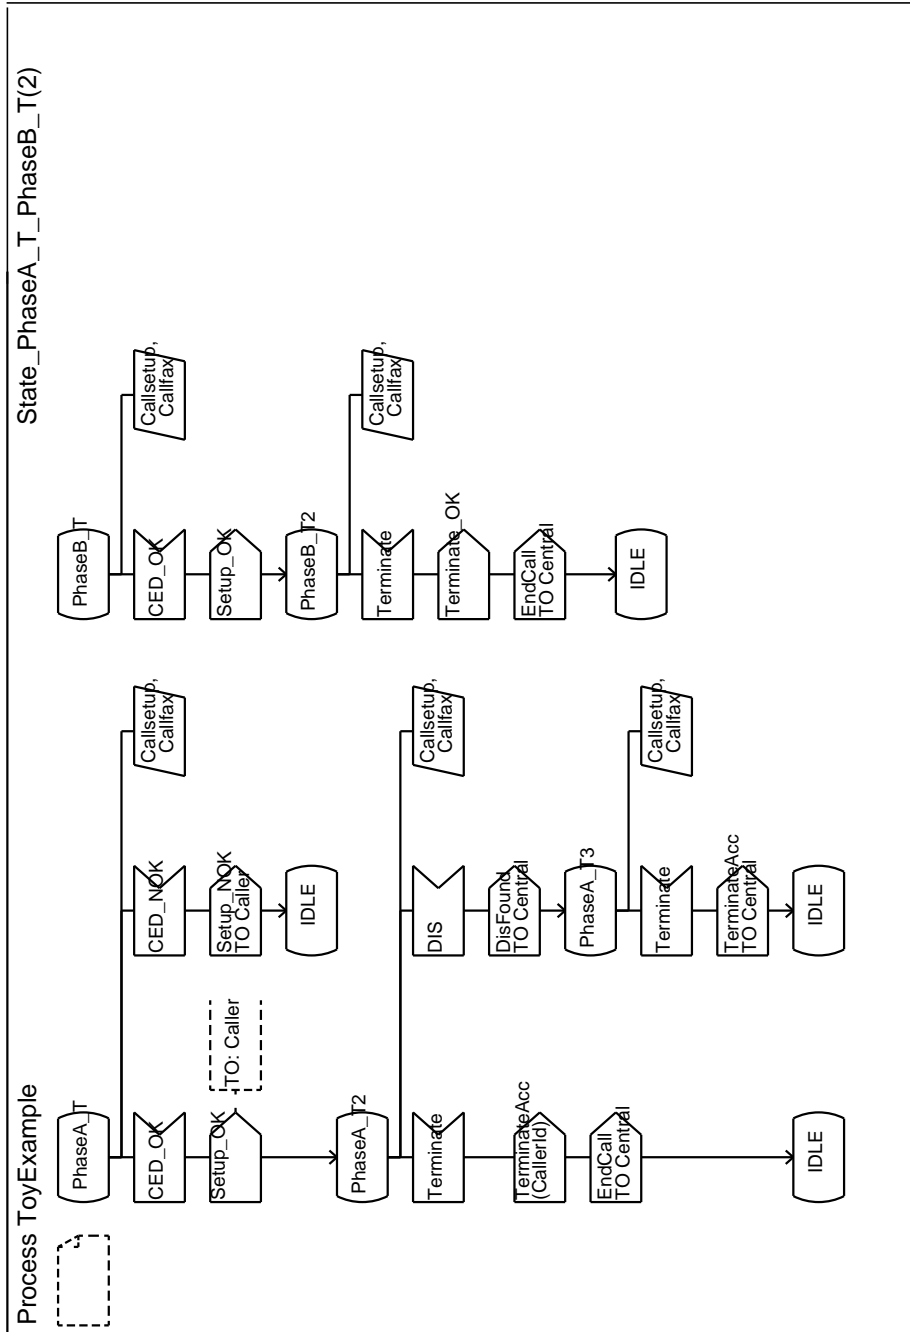 Process ToyExample
State_PhaseA_T_PhaseB_T(2)
PhaseA_T
CED_OK
Setup_OK
TO: Caller
PhaseA_T2
Terminate
TerminateAcc
(CallerId)
EndCall
TO Central
IDLE
CED_NOK
Setup_NOK
TO Caller
IDLE
Callsetup,
Callfax
DIS
DisFound
TO Central
PhaseA_T3
Terminate
TerminateAcc
TO Central
IDLE
Callsetup,
Callfax
Callsetup,
Callfax
PhaseB_T
CED_OK
Setup_OK
PhaseB_T2
Terminate
Terminate_OK
EndCall
TO Central
IDLE
Callsetup,
Callfax
Callsetup,
Callfax